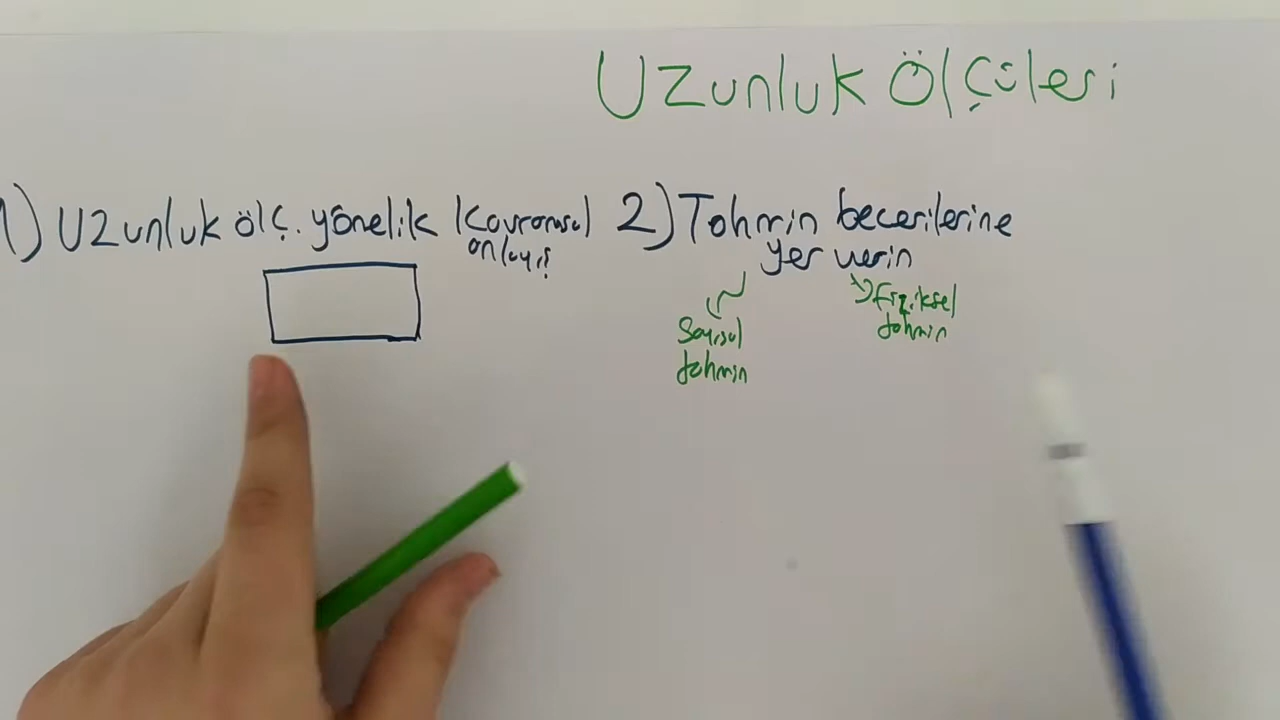 Uzunluk Ölçüleri
1) Uzunluk ölç. yönelik Kavramsal
anlayış
2) Tahmin becerilerine
yer verin
Sayısal
tahmin
Fiziksel
tahmin